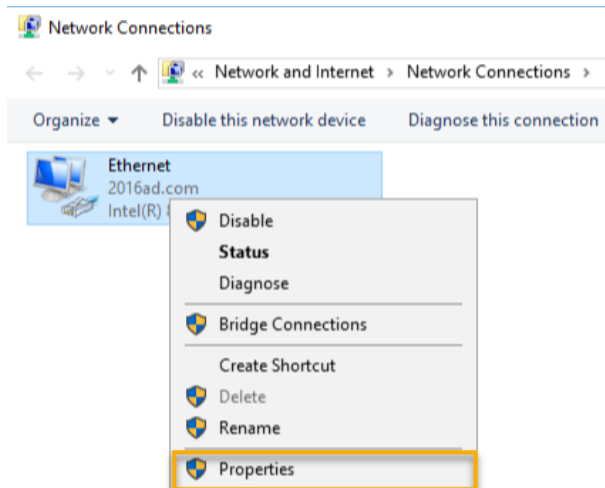 Network Connections
« Network and Internet > Network Connections >
Organize Disable this network device Diagnose this connection
Ethernet
2016ad.com
Intel(R)
Disable
Status
Diagnose
Bridge Connections
Create Shortcut
Delete
Rename
Properties